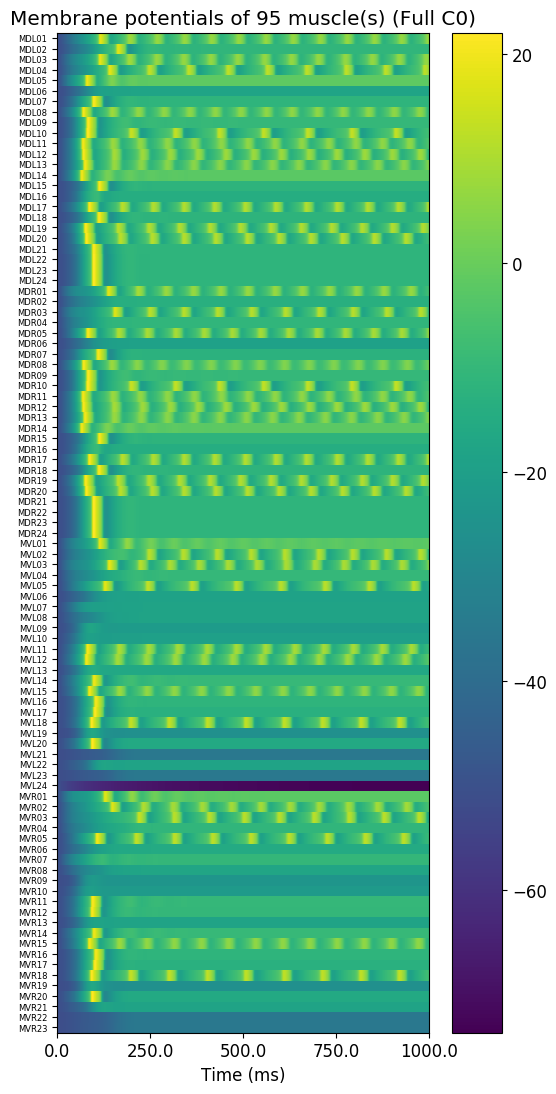 Membrane potentials of 95 muscle(s) (Full C0)
MDL01
MDL02
MDL03
MDL04
MDL05
MDL06
MDL07
MDL08
MDL09
MDL10
MDL11
MDL12
MDL13
MDL14
MDL15
MDL16
MDL17
MDL18
MDL19
MDL20
MDL21
MDL22
MDL23
MDL24
MDR01
MDR02
MDR03
MDR04
MDR05
MDR06
MDR07
MDR08
MDR09
MDR10
MDR11
MDR12
MDR13
MDR14
MDR15
MDR16
MDR17
MDR18
MDR19
MDR20
MDR21
MDR22
MDR23
MDR24
MVL01
MVL02
MVL03
MVL04
MVL05
MVL06
MVL07
MVL08
MVL09
MVL10
MVL11
MVL12
MVL13
MVL14
MVL15
MVL16
MVL17
MVL18
MVL19
MVL20
MVL21
MVL22
MVL23
MVL24
MVR01
MVR02
MVR03
MVR04
MVR05
MVR06
MVR07
MVR08
MVR09
MVR10
MVR11
MVR12
MVR13
MVR14
MVR15
MVR16
MVR17
MVR18
MVR19
MVR20
MVR21
MVR22
MVR23
0.0 250.0 500.0 750.0 1000.0
Time (ms)
20
0
−20
−40
−60